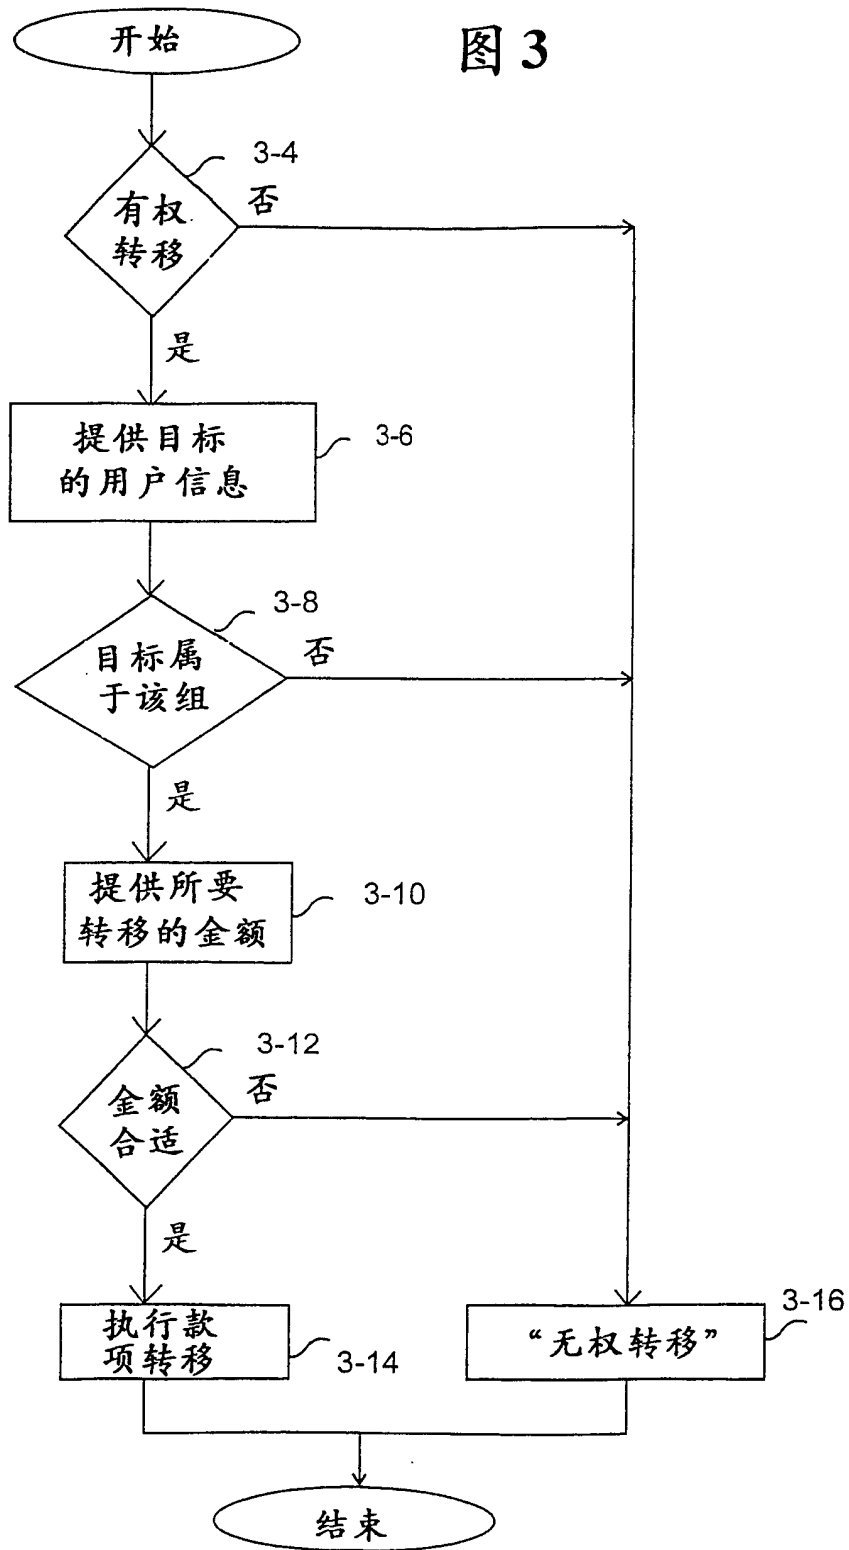 开始
图3
3-4
有权
转移
否
是
提供目标
的用户信息
3-6
3-8
目标属
于该组
否
是
提供所要
转移的金额
3-10
3-12
金额
合适
否
是
执行款
项转移
3-14
“无权转移”
3-16
结束